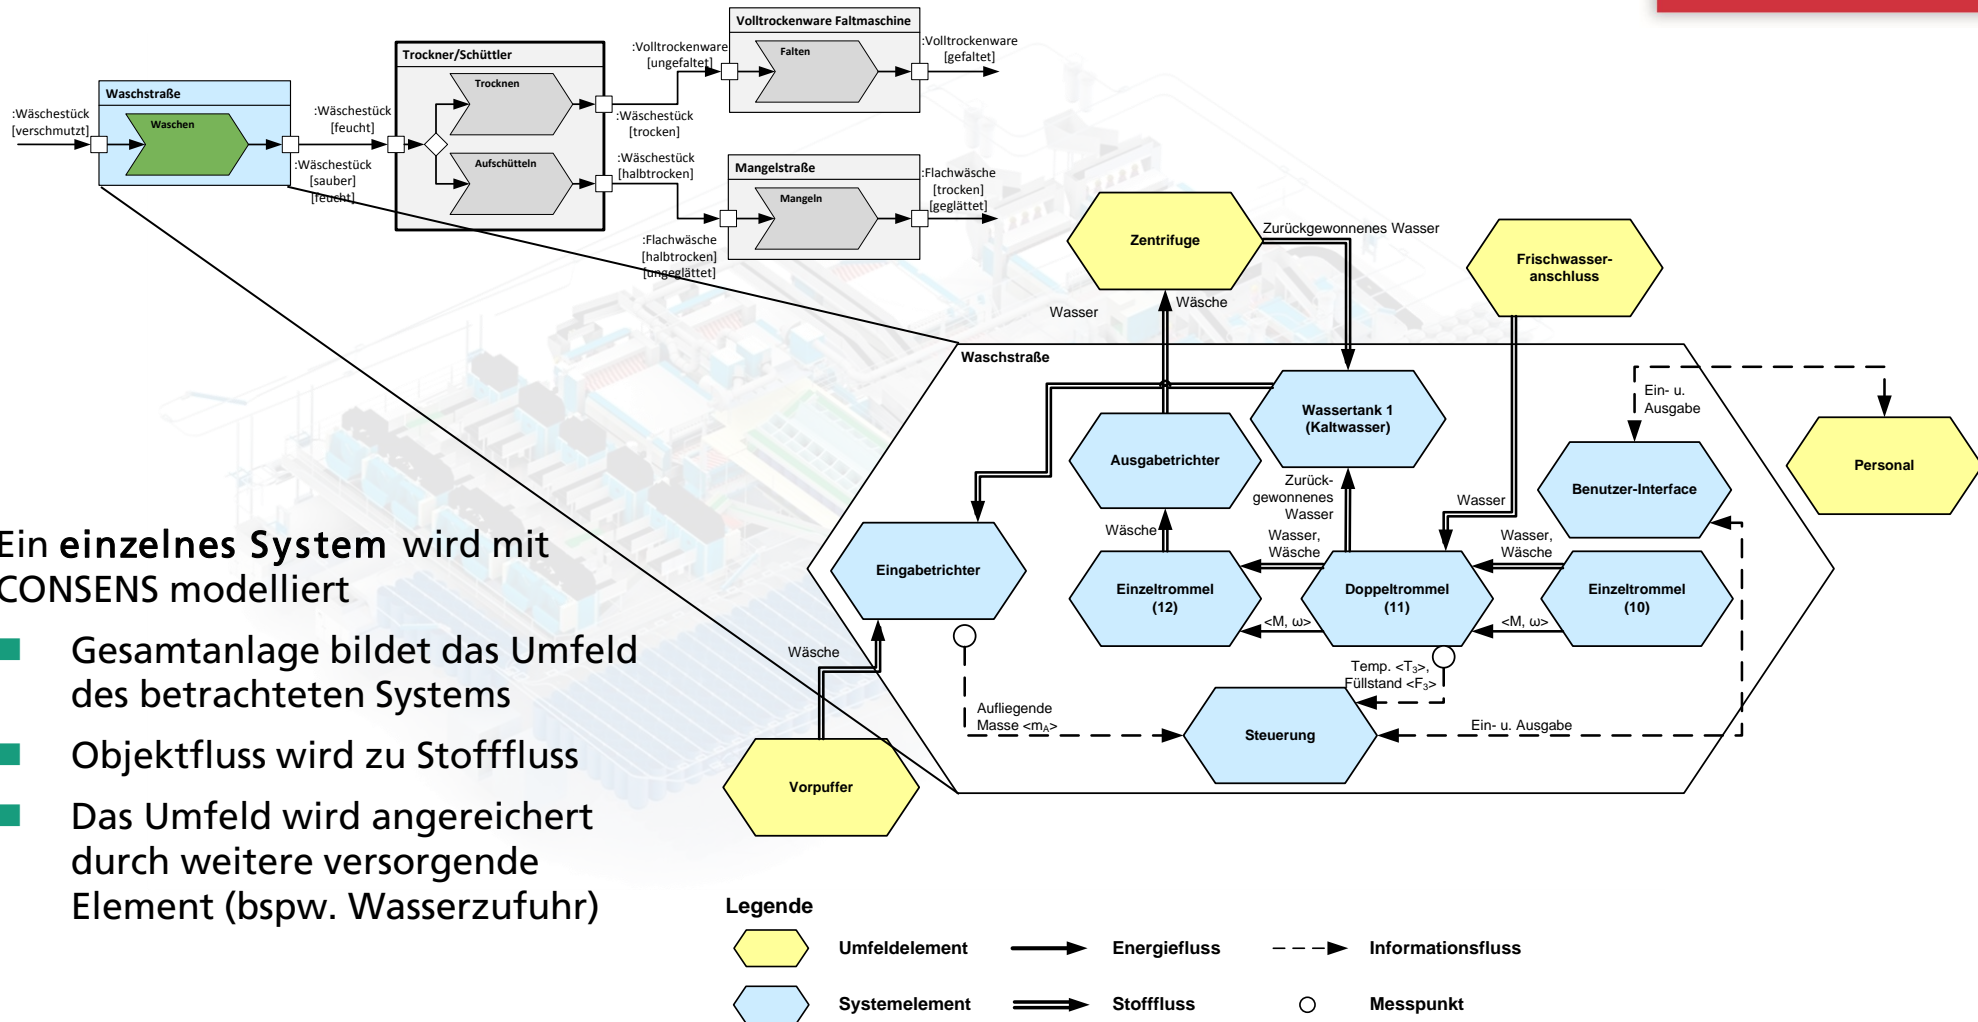 Volltrockenware Faltmaschine
Falten
:Volltrockenware
[ungefaltet]
:Volltrockenware
[gefaltet]
Trockner/Schüttler
Trocknen
Aufschütteln
Waschstraße
Waschen
:Wäschestück
[verschmutzt]
:Wäschestück
[feucht]
:Wäschestück
[sauber]
[feucht]
:Wäschestück
[trocken]
:Wäschestück
[halbtrocken]
Mangelstraße
Mangeln
:Flachwäsche
[trocken]
[geglättet]
:Flachwäsche
[halbtrocken]
[ungeglättet]
Zentrifuge
Zurückgewonnenes Wasser
Frischwasser-
anschluss
Wasser
Wäsche
Waschstraße
Wassertank 1
(Kaltwasser)
Ein- u.
Ausgabe
Personal
Ausgabetrichter
Benutzer-Interface
Zurück-
gewonnenes
Wasser
Wasser
Wäsche
Wasser,
Wäsche
Wasser,
Wäsche
Eingabetrichter
Einzeltrommel
(12)
Doppeltrommel
(11)
Einzeltrommel
(10)
<M, ω>
<M, ω>
Wäsche
Temp. <T₃>,
Füllstand <F₃>
Aufliegende
Masse <mA>
Steuerung
Ein- u. Ausgabe
Vorpuffer
Ein einzelnes System wird mit
CONSENS modelliert
Gesamtanlage bildet das Umfeld
des betrachteten Systems
Objektfluss wird zu Stofffluss
Das Umfeld wird angereichert
durch weitere versorgende
Element (bspw. Wasserzufuhr)
Legende
Umfeldelement
Energiefluss
Informationsfluss
Systemelement
Stofffluss
Messpunkt